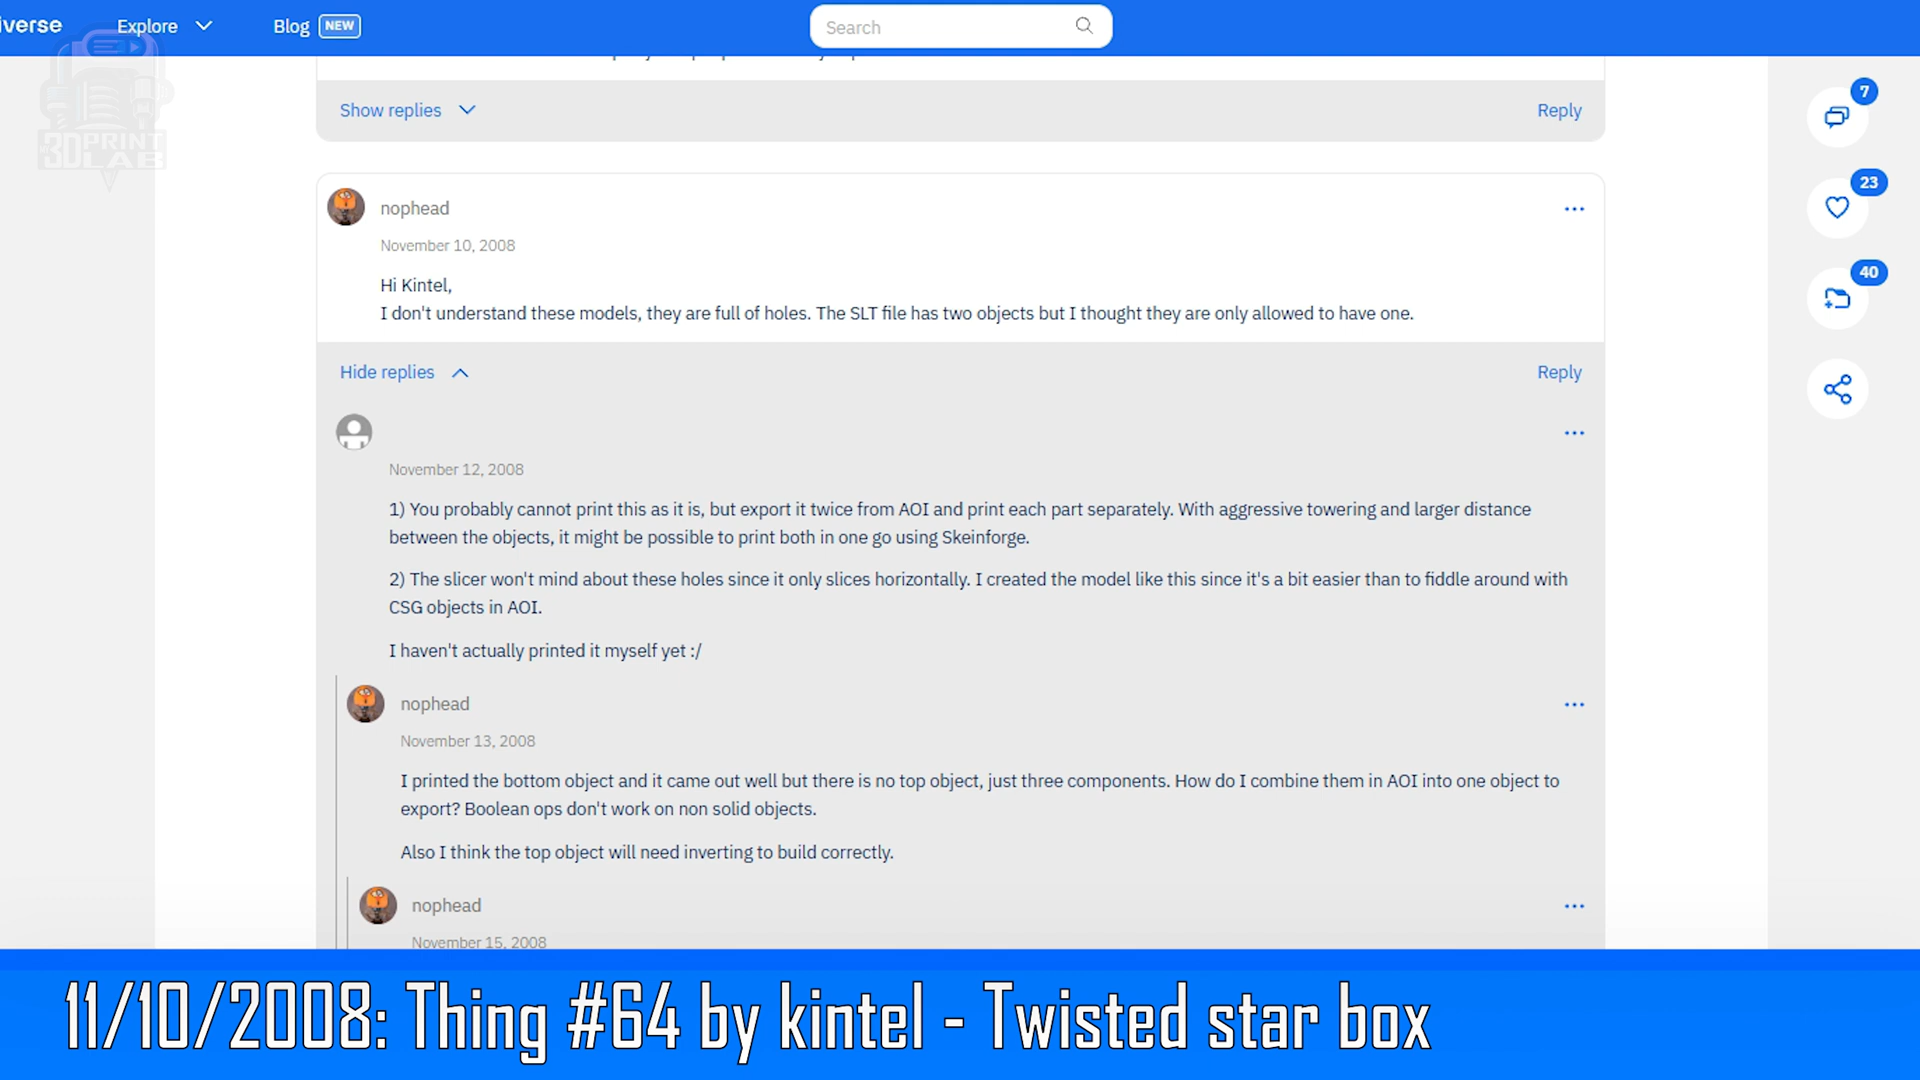 iverse
Explore
Blog NEW
Search
3DPRINT
LAB
Show replies
Reply
7
23
40
nophead
November 10, 2008
Hi Kintel,
I don't understand these models, they are full of holes. The SLT file has two objects but I thought they are only allowed to have one.
Hide replies
Reply
November 12, 2008
1) You probably cannot print this as it is, but export it twice from AOI and print each part separately. With aggressive towering and larger distance
between the objects, it might be possible to print both in one go using Skeinforge.
2) The slicer won't mind about these holes since it only slices horizontally. I created the model like this since it's a bit easier than to fiddle around with
CSG objects in AOI.
I haven't actually printed it myself yet :/
nophead
November 13, 2008
I printed the bottom object and it came out well but there is no top object, just three components. How do I combine them in AOI into one object to
export? Boolean ops don't work on non solid objects.
Also I think the top object will need inverting to build correctly.
nophead
November 15, 2008
11/10/2008: Thing #64 by kintel - Twisted star box